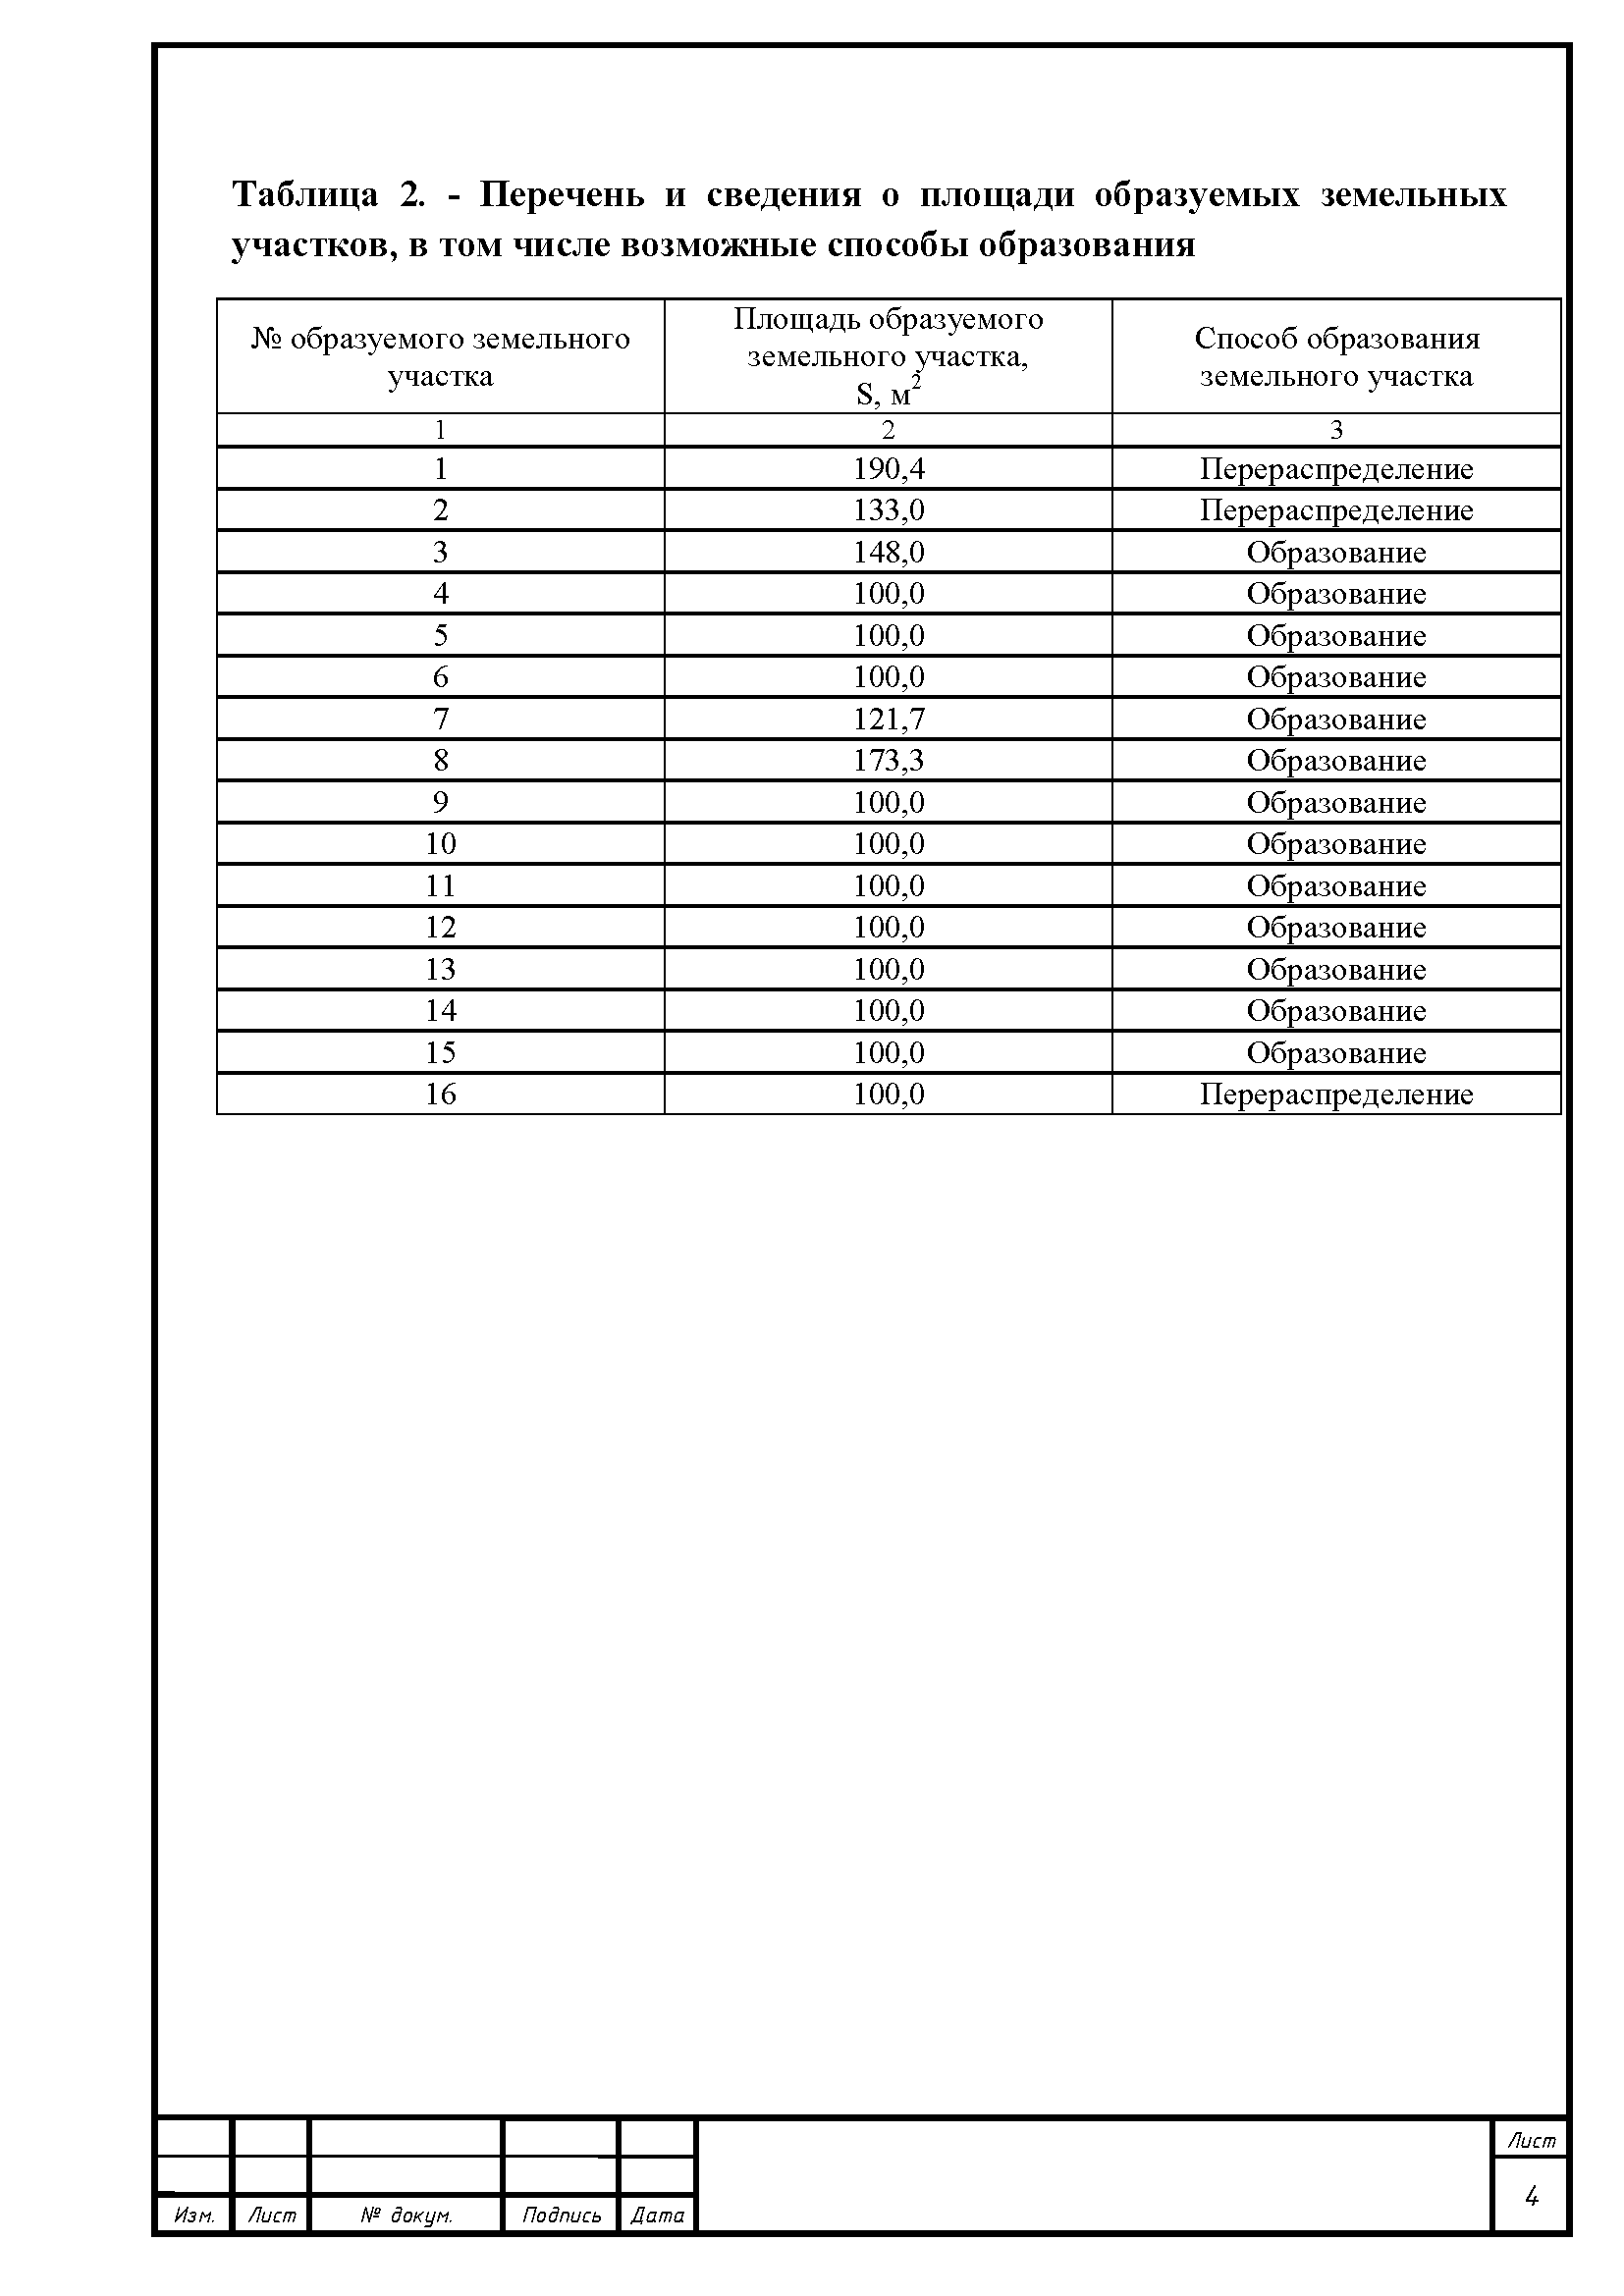 Таблица 2. - Перечень и сведения о площади образуемых земельных
участков, в том числе возможные способы образования
№ образуемого земельного
участка
Площадь образуемого
земельного участка,
S, м²
Способ образования
земельного участка
1 2 3
1 190,4 Перераспределение
2 133,0 Перераспределение
3 148,0 Образование
4 100,0 Образование
5 100,0 Образование
6 100,0 Образование
7 121,7 Образование
8 173,3 Образование
9 100,0 Образование
10 100,0 Образование
11 100,0 Образование
12 100,0 Образование
13 100,0 Образование
14 100,0 Образование
15 100,0 Образование
16 100,0 Перераспределение
Лист
4
Изм. Лист № докум. Подпись Дата